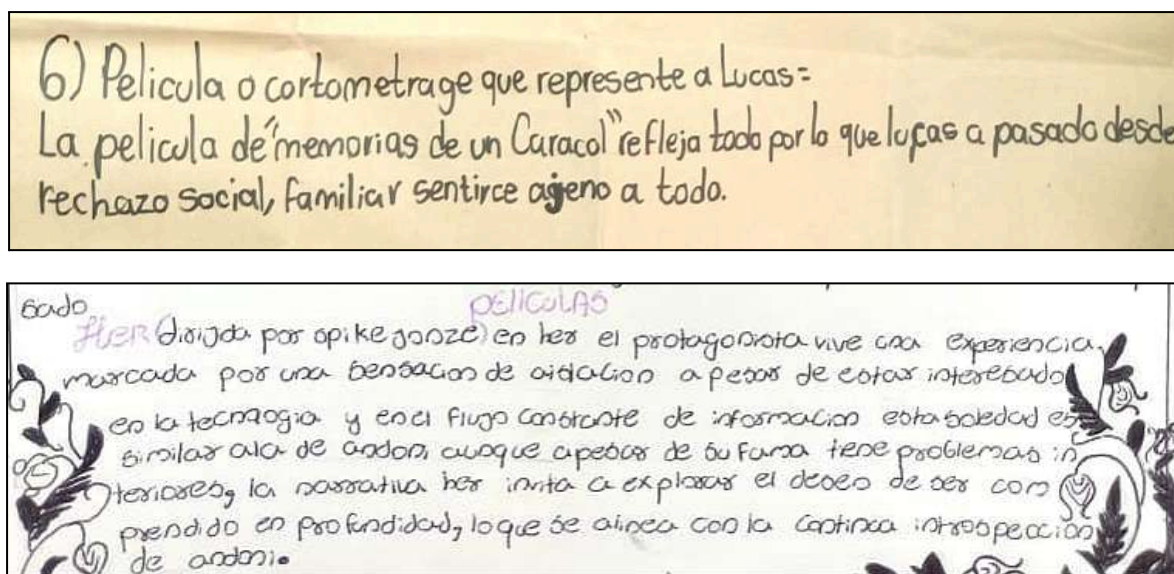 6) Pelicula o cortometrage que represente a Lucas=
La pelicula de "memorias de un Caracol" refleja todo por lo que lucas a pasado desde
rechazo social, familiar sentirce ageno a todo.
sado
PELICULAS
HER (dirijda por spike jonze) en her el protagonista vive una experiencia,
marcada por una sensacion de aislacion a pesar de estar interesado
en la tecnologia y en el flujo constante de informacion esta soledad es
similar ala de andoni, aunque apesar de su fama tiene problemas in
teriores, la narrativa her invita a explorar el deseo de ser com
prendido en profundidad, lo que se alinea con la continua introspeccion
de andoni.